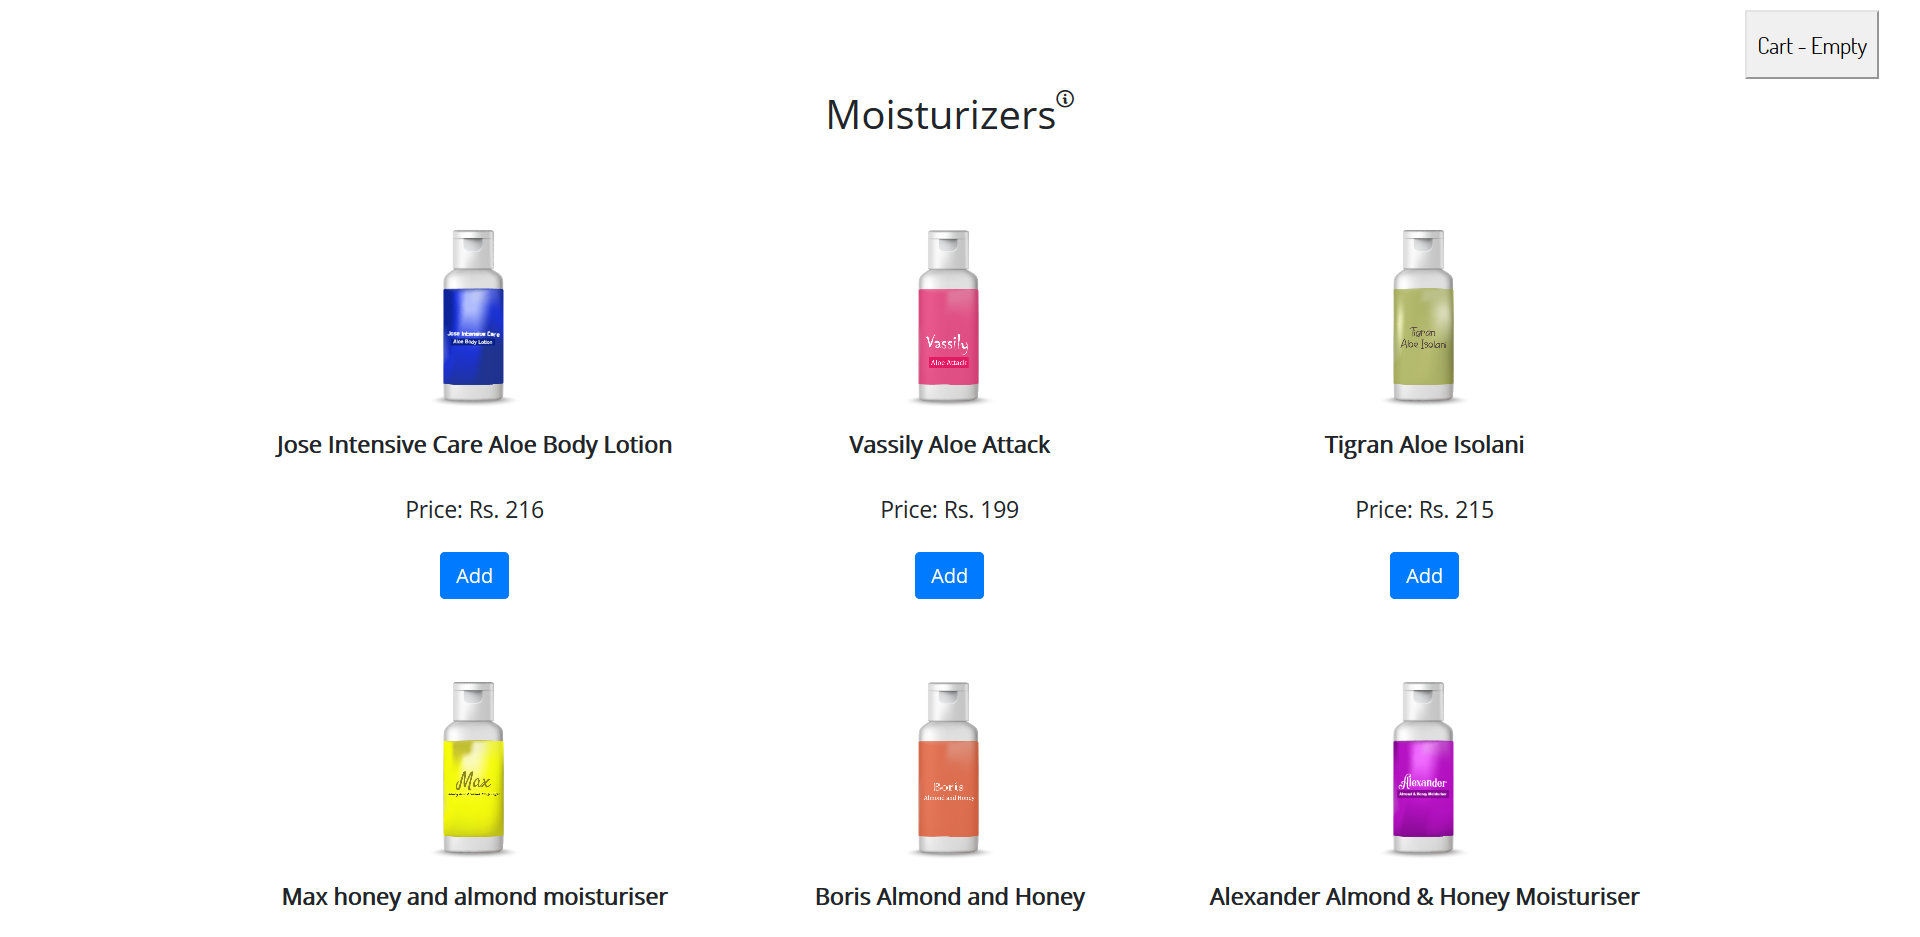 Cart - Empty
Moisturizers
Jose Intensive Care
Aloe Body Lotion
Vassily
Aloe Attack
Tigran
Aloe Isolani
Jose Intensive Care Aloe Body Lotion
Vassily Aloe Attack
Tigran Aloe Isolani
Price: Rs. 216
Price: Rs. 199
Price: Rs. 215
Add
Add
Add
Max
Boris
Almond and Honey
Alexander
Almond & Honey Moisturiser
Max honey and almond moisturiser
Boris Almond and Honey
Alexander Almond & Honey Moisturiser